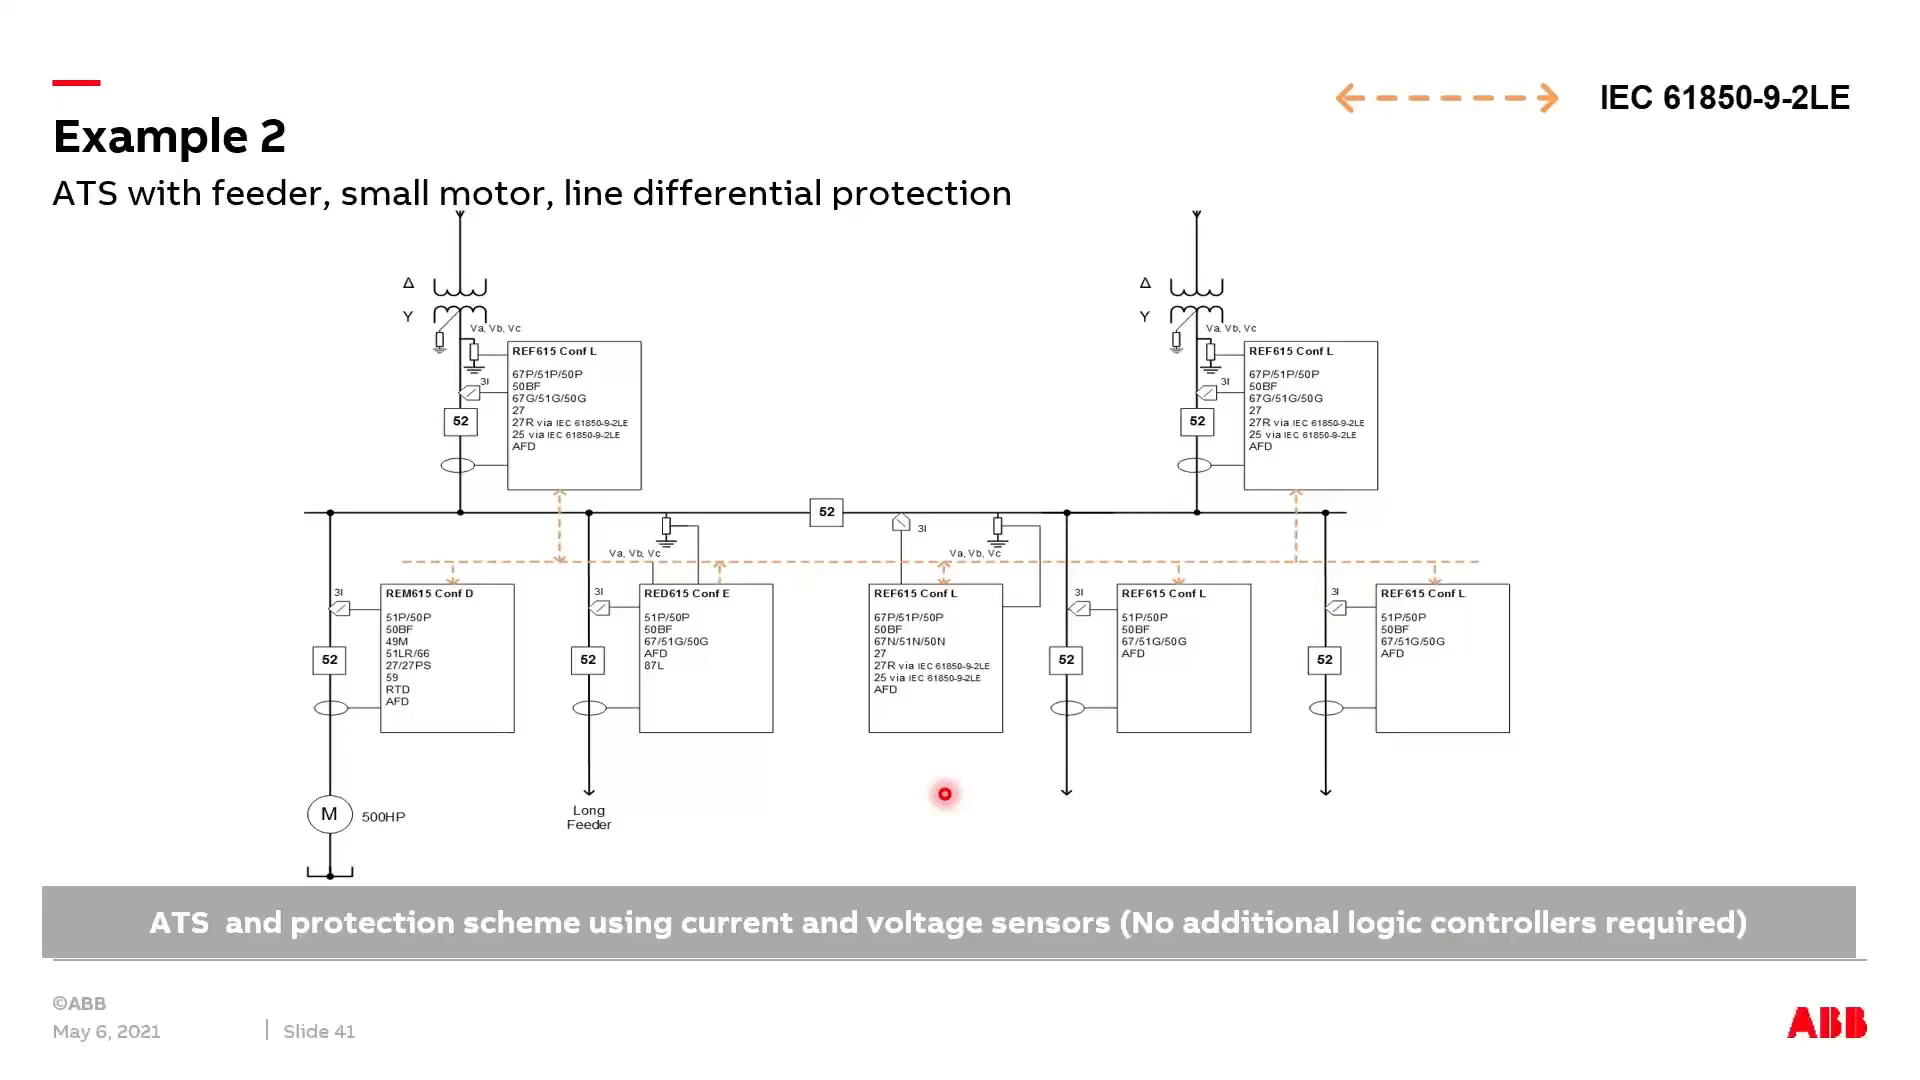 IEC 61850-9-2LE
Example 2
ATS with feeder, small motor, line differential protection
Δ
Y
Va, Vb, Vc
REF615 Conf L
67P/51P/50P
50BF
67G/51G/50G
27
27R via IEC 61850-9-2LE
25 via IEC 61850-9-2LE
AFD
3I
52
Δ
Y
Va, Vb, Vc
REF615 Conf L
67P/51P/50P
50BF
67G/51G/50G
27
27R via IEC 61850-9-2LE
25 via IEC 61850-9-2LE
AFD
3I
52
52
3I
Va, Vb, Vc
Va, Vb, Vc
3I
52
REM615 Conf D
51P/50P
50BF
49M
51LR/66
27/27PS
59
RTD
AFD
M
500HP
3I
52
RED615 Conf E
51P/50P
50BF
67/51G/50G
AFD
87L
Long
Feeder
REF615 Conf L
67P/51P/50P
50BF
67N/51N/50N
27
27R via IEC 61850-9-2LE
25 via IEC 61850-9-2LE
AFD
3I
52
REF615 Conf L
51P/50P
50BF
67/51G/50G
AFD
3I
52
REF615 Conf L
51P/50P
50BF
67/51G/50G
AFD
ATS and protection scheme using current and voltage sensors (No additional logic controllers required)
©ABB
May 6, 2021
Slide 41
ABB